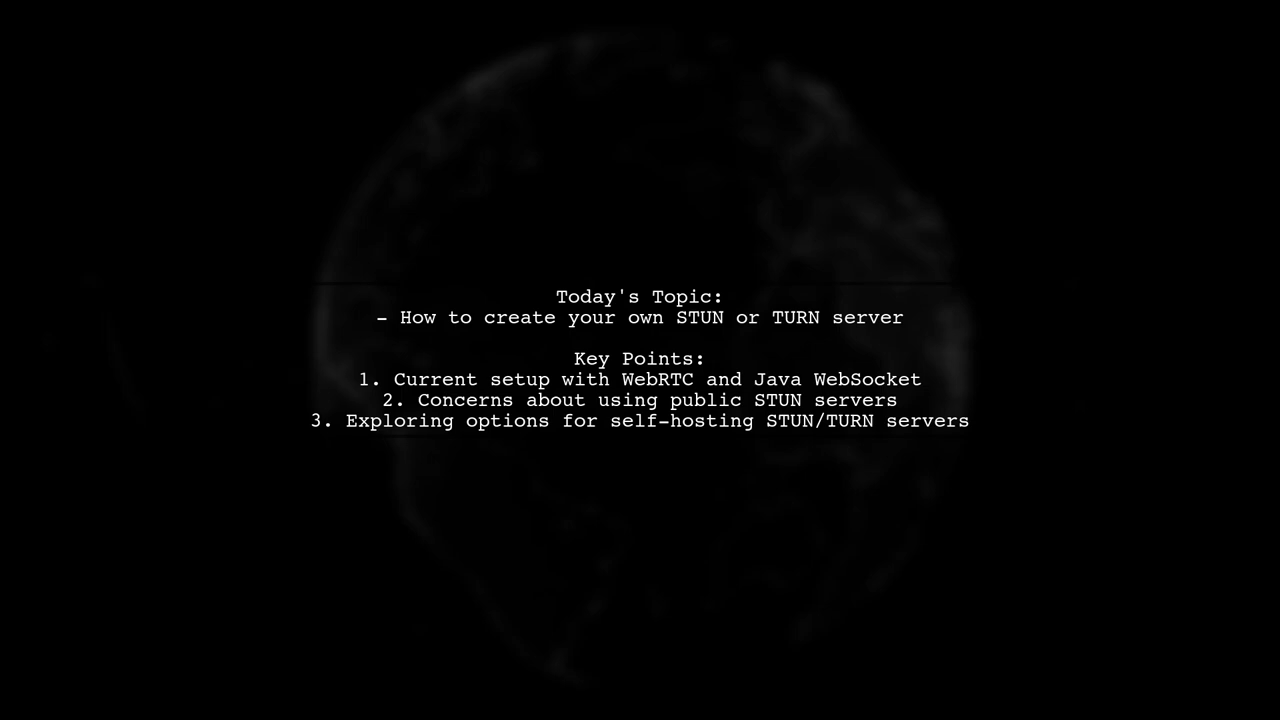 Today's Topic:
- How to create your own STUN or TURN server
Key Points:
1. Current setup with WebRTC and Java WebSocket
2. Concerns about using public STUN servers
3. Exploring options for self-hosting STUN/TURN servers